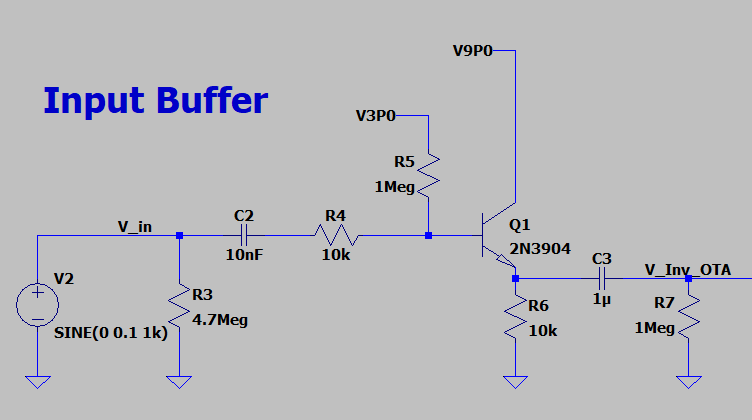 V9P0
Input Buffer
V3P0
R5
1Meg
V_in
C2
10nF
R4
10k
Q1
2N3904
C3
1µ
V_Inv_OTA
V2
SINE(0 0.1 1k)
R3
4.7Meg
R6
10k
R7
1Meg